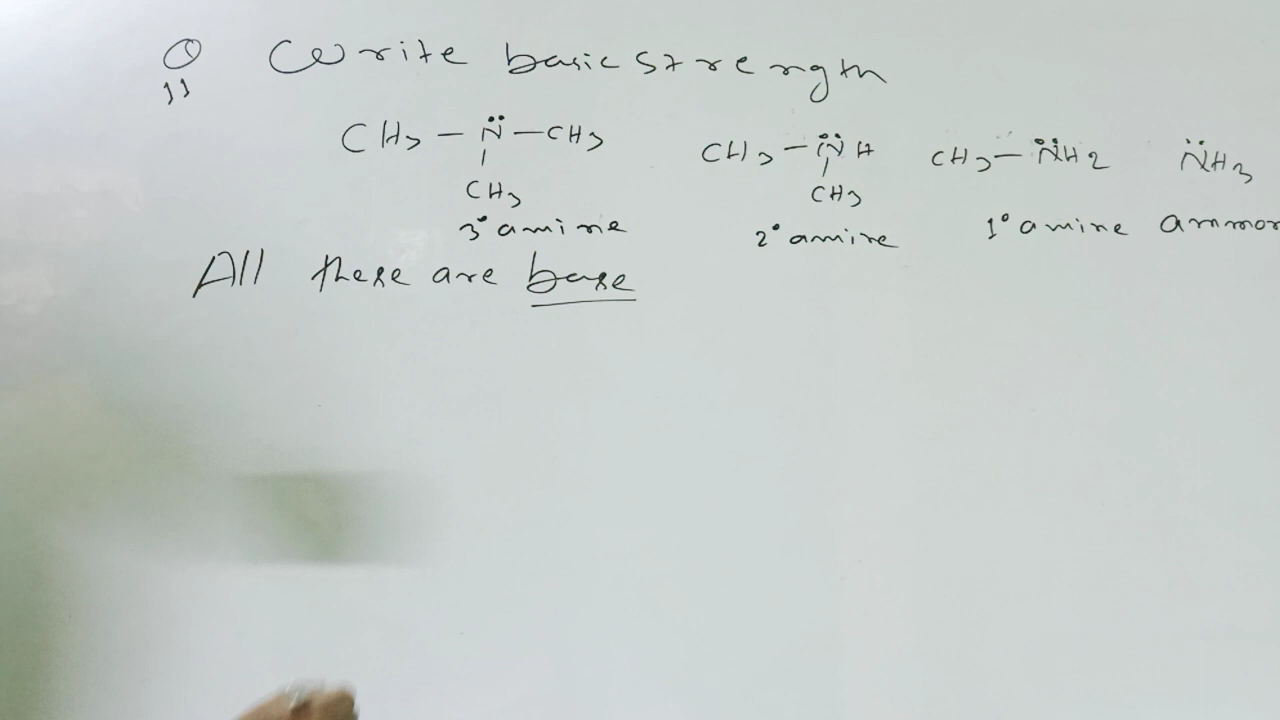 Q Write basic strength
11
CH3 - N̈ - CH3 CH3 - N̈H CH3 - N̈H2 N̈H3
| |
CH3 CH3
3° amine 2° amine 1° amine ammon
All these are base